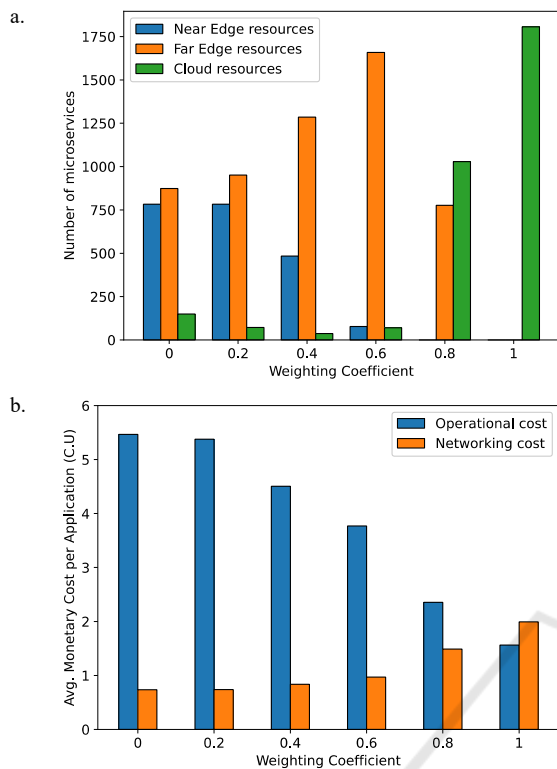 a.
Near Edge resources
Far Edge resources
Cloud resources
Number of microservices
1750
1500
1250
1000
750
500
250
0
0 0.2 0.4 0.6 0.8 1
Weighting Coefficient
b.
Operational cost
Networking cost
Avg. Monetary Cost per Application (C.U)
6
5
4
3
2
1
0
0 0.2 0.4 0.6 0.8 1
Weighting Coefficient